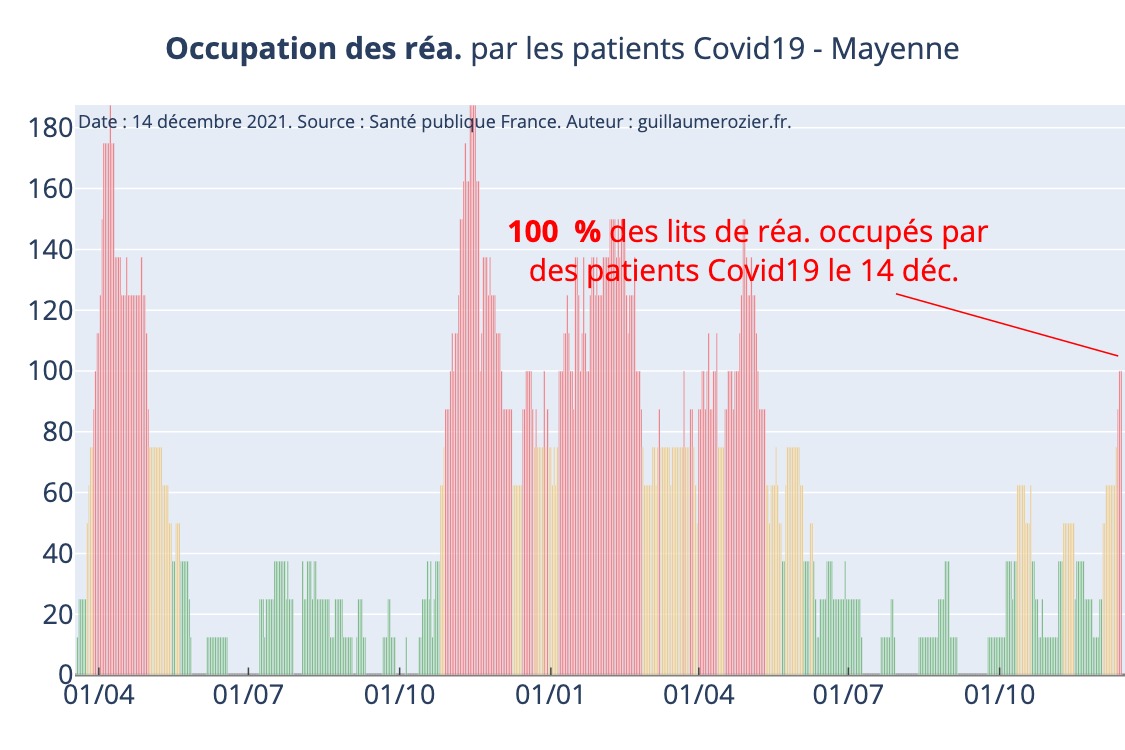 Occupation des réa. par les patients Covid19 - Mayenne
180
Date : 14 décembre 2021. Source : Santé publique France. Auteur : guillaumerozier.fr.
160
140
120
100
80
60
40
20
0
100  % des lits de réa. occupés par
des patients Covid19 le 14 déc.
01/04 01/07 01/10 01/01 01/04 01/07 01/10